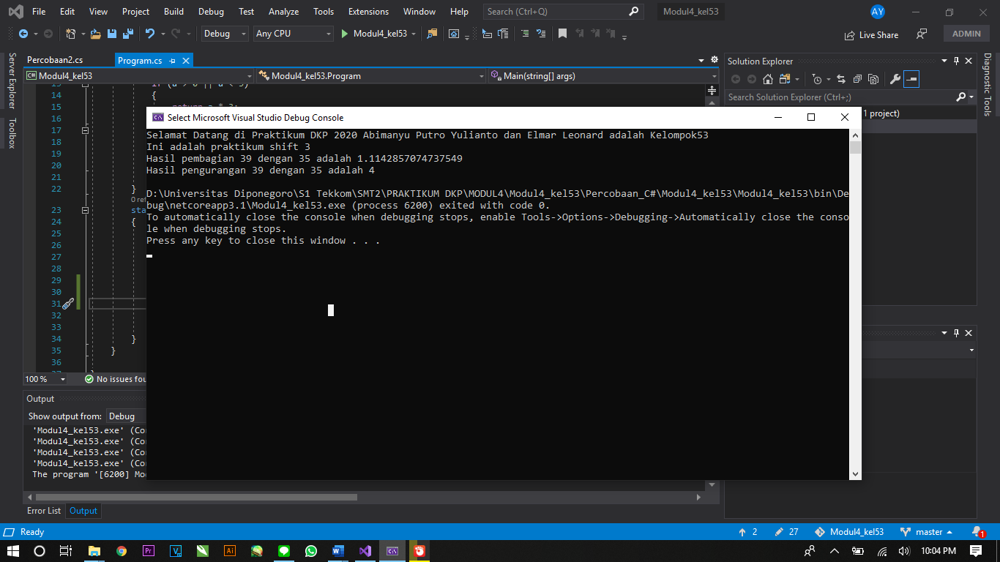 File Edit View Project Build Debug Test Analyze Tools Extensions Window Help Search (Ctrl+Q) Modul4_kel53 AY
Debug Any CPU Modul4_kel53 Live Share ADMIN
Server Explorer
Toolbox
Percobaan2.cs Program.cs
Modul4_kel53 Modul4_kel53.Program Main(string[] args)
14 {
15
16
17
18
19
20
21
22 }
23
24 {
25
26
27
28
29
30
31
32
33
34 }
35 }
36
100 % No issues fou
Select Microsoft Visual Studio Debug Console
Selamat Datang di Praktikum DKP 2020 Abimanyu Putro Yulianto dan Elmar Leonard adalah Kelompok53
Ini adalah praktikum shift 3
Hasil pembagian 39 dengan 35 adalah 1.1142857074737549
Hasil pengurangan 39 dengan 35 adalah 4
D:\Universitas Diponegoro\S1 Tekkom\SMT2\PRAKTIKUM DKP\MODUL4\Modul4_kel53\Percobaan_C#\Modul4_kel53\Modul4_kel53\bin\De
bug\netcoreapp3.1\Modul4_kel53.exe (process 6200) exited with code 0.
To automatically close the console when debugging stops, enable Tools->Options->Debugging->Automatically close the conso
le when debugging stops.
Press any key to close this window . . .
Solution Explorer
Search Solution Explorer (Ctrl+;)
1 project)
Diagnostic Tools
Output
Show output from: Debug
'Modul4_kel53.exe' (Co
'Modul4_kel53.exe' (Co
'Modul4_kel53.exe' (Co
'Modul4_kel53.exe' (Co
The program '[6200] Mo
Error List Output
Ready 2 27 Modul4_kel53 master 1
10:04 PM